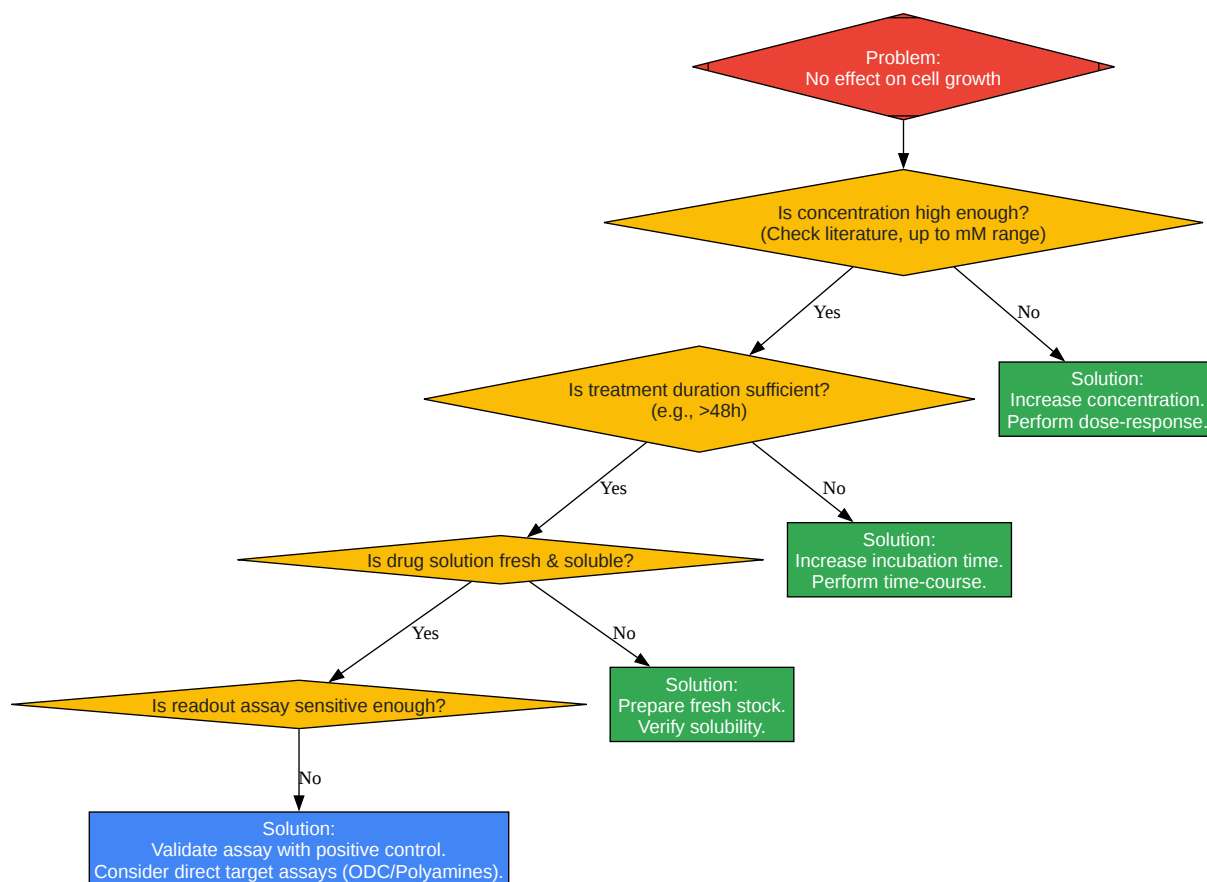 Problem:
No effect on cell growth
Is concentration high enough?
(Check literature, up to mM range)
Yes
No
Is treatment duration sufficient?
(e.g., >48h)
Solution:
Increase concentration.
Perform dose-response.
Yes
No
Is drug solution fresh & soluble?
Solution:
Increase incubation time.
Perform time-course.
Yes
No
Is readout assay sensitive enough?
Solution:
Prepare fresh stock.
Verify solubility.
No
Solution:
Validate assay with positive control.
Consider direct target assays (ODC/Polyamines).